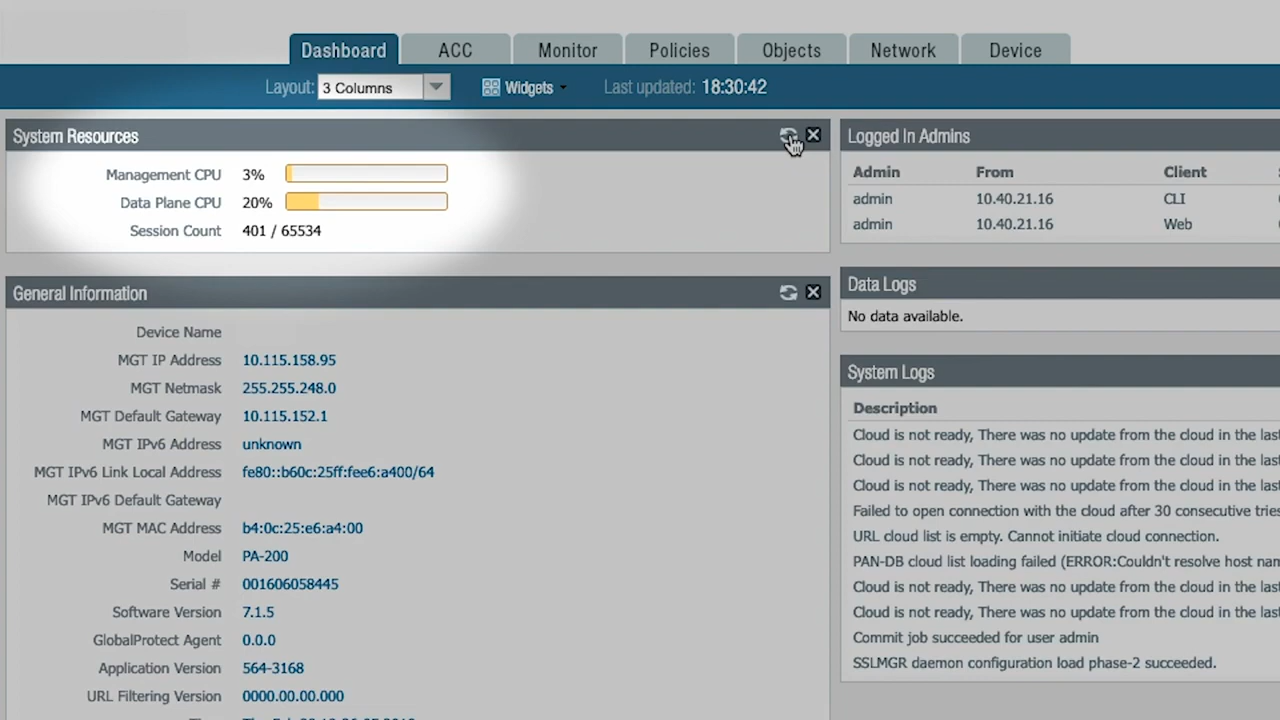 Dashboard ACC Monitor Policies Objects Network Device
Layout: 3 Columns Widgets Last updated: 18:30:42
System Resources
Management CPU 3%
Data Plane CPU 20%
Session Count 401 / 65534
General Information
Device Name
MGT IP Address 10.115.158.95
MGT Netmask 255.255.248.0
MGT Default Gateway 10.115.152.1
MGT IPv6 Address unknown
MGT IPv6 Link Local Address fe80::b60c:25ff:fee6:a400/64
MGT IPv6 Default Gateway
MGT MAC Address b4:0c:25:e6:a4:00
Model PA-200
Serial # 001606058445
Software Version 7.1.5
GlobalProtect Agent 0.0.0
Application Version 564-3168
URL Filtering Version 0000.00.00.000
Logged In Admins
Admin From Client
admin 10.40.21.16 CLI
admin 10.40.21.16 Web
Data Logs
No data available.
System Logs
Description
Cloud is not ready, There was no update from the cloud in the last
Cloud is not ready, There was no update from the cloud in the last
Cloud is not ready, There was no update from the cloud in the last
Failed to open connection with the cloud after 30 consecutive tries
URL cloud list is empty. Cannot initiate cloud connection.
PAN-DB cloud list loading failed (ERROR:Couldn't resolve host nam
Cloud is not ready, There was no update from the cloud in the last
Cloud is not ready, There was no update from the cloud in the last
Commit job succeeded for user admin
SSLMGR daemon configuration load phase-2 succeeded.